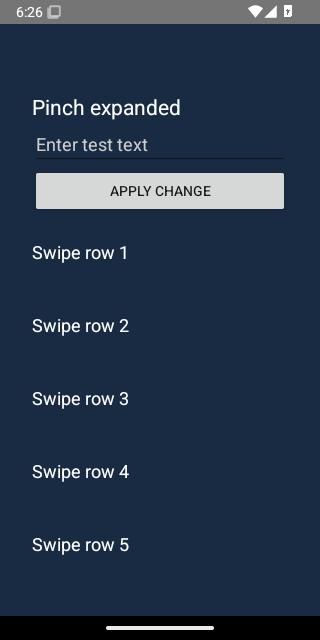 6:26
Pinch expanded
Enter test text
APPLY CHANGE
Swipe row 1
Swipe row 2
Swipe row 3
Swipe row 4
Swipe row 5